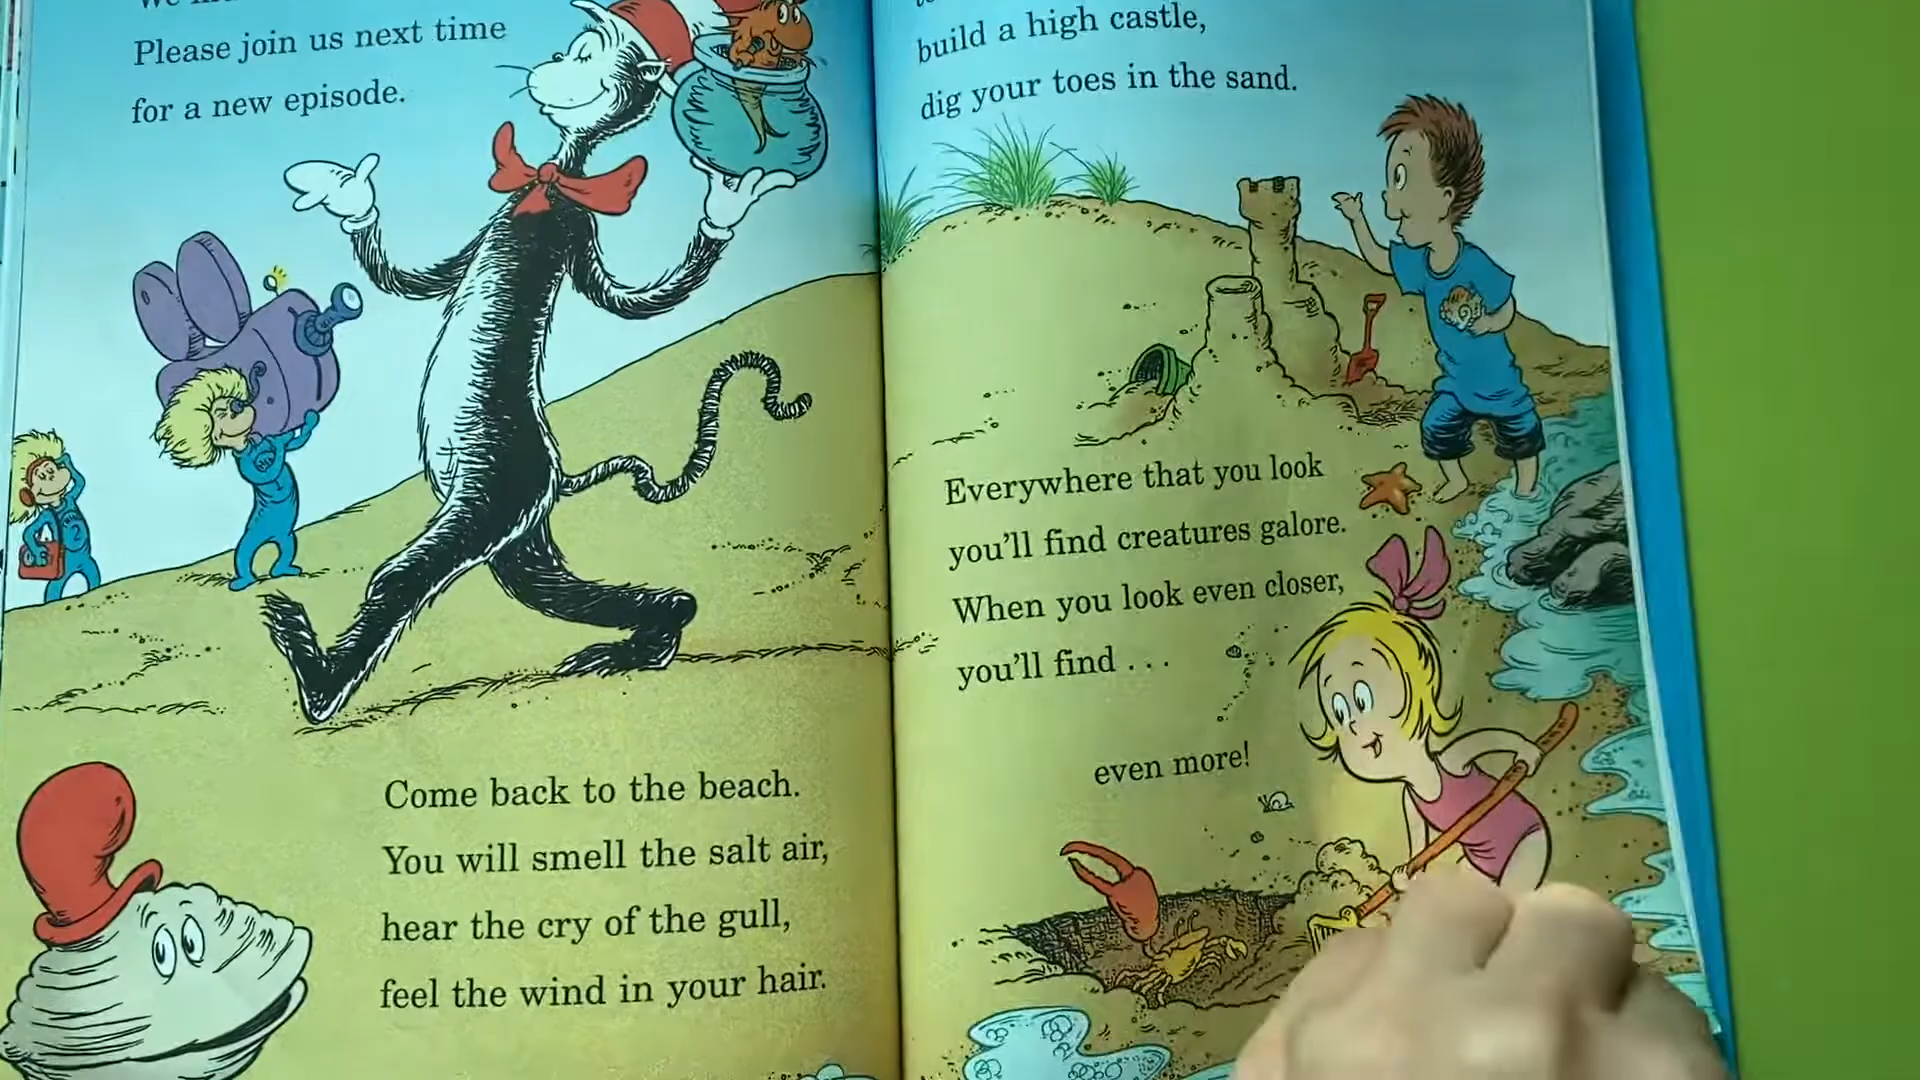 Please join us next time
for a new episode.
Come back to the beach.
You will smell the salt air,
hear the cry of the gull,
feel the wind in your hair.
build a high castle,
dig your toes in the sand.
Everywhere that you look
you'll find creatures galore.
When you look even closer,
you'll find . . .
even more!